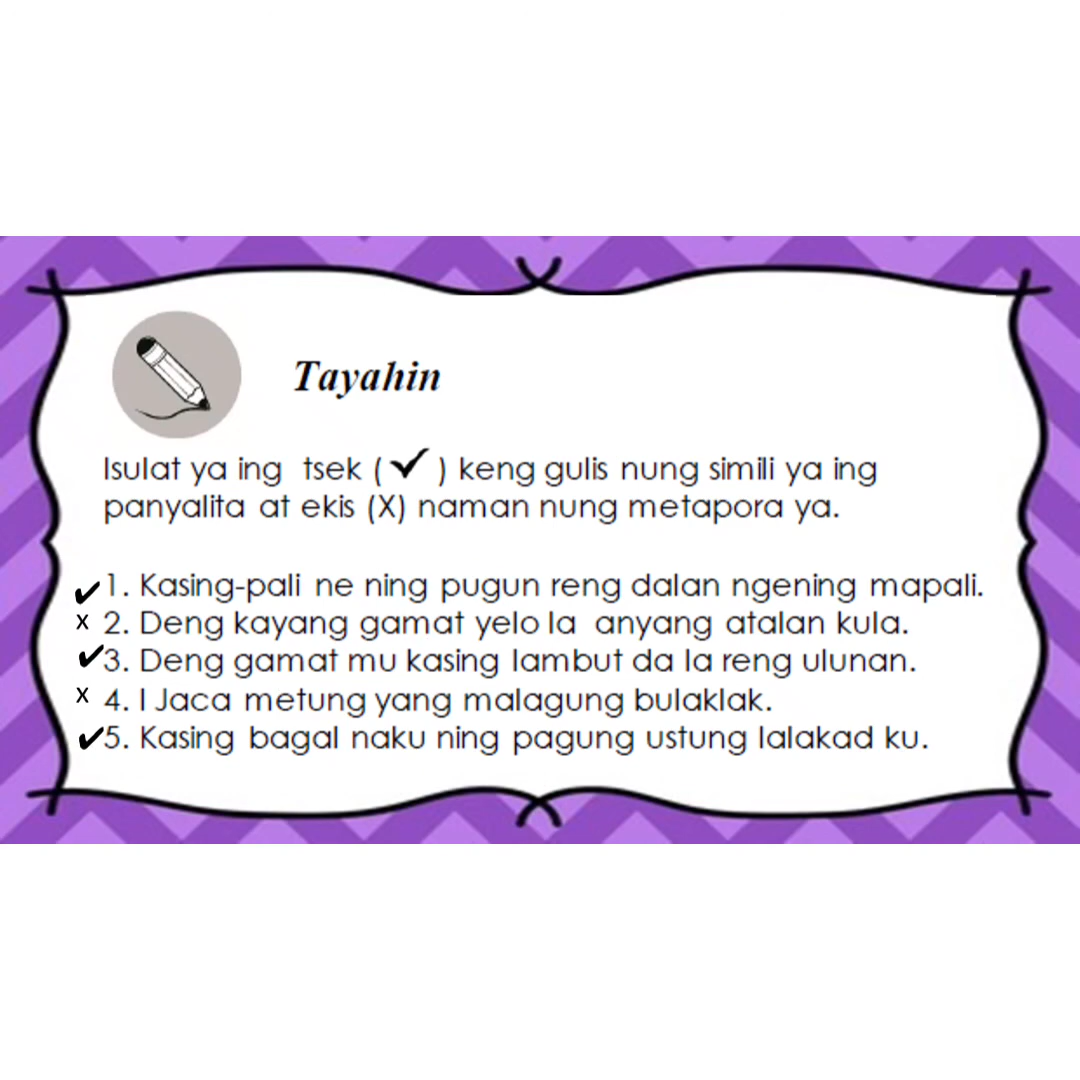 Tayahin
Isulat ya ing tsek ( ✔ ) keng gulis nung simili ya ing
panyalita at ekis (X) naman nung metapora ya.
✔ 1. Kasing-pali ne ning pugun reng dalan ngening mapali.
x 2. Deng kayang gamat yelo la anyang atalan kula.
✔ 3. Deng gamat mu kasing lambut da la reng ulunan.
x 4. I Jaca metung yang malagung bulaklak.
✔ 5. Kasing bagal naku ning pagung ustung lalakad ku.